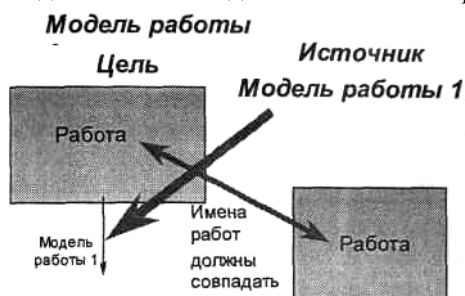 Модель работы
Цель
Источник
Модель работы 1
Работа
Имена
работ
должны
совпадать
Модель
работы 1
Работа